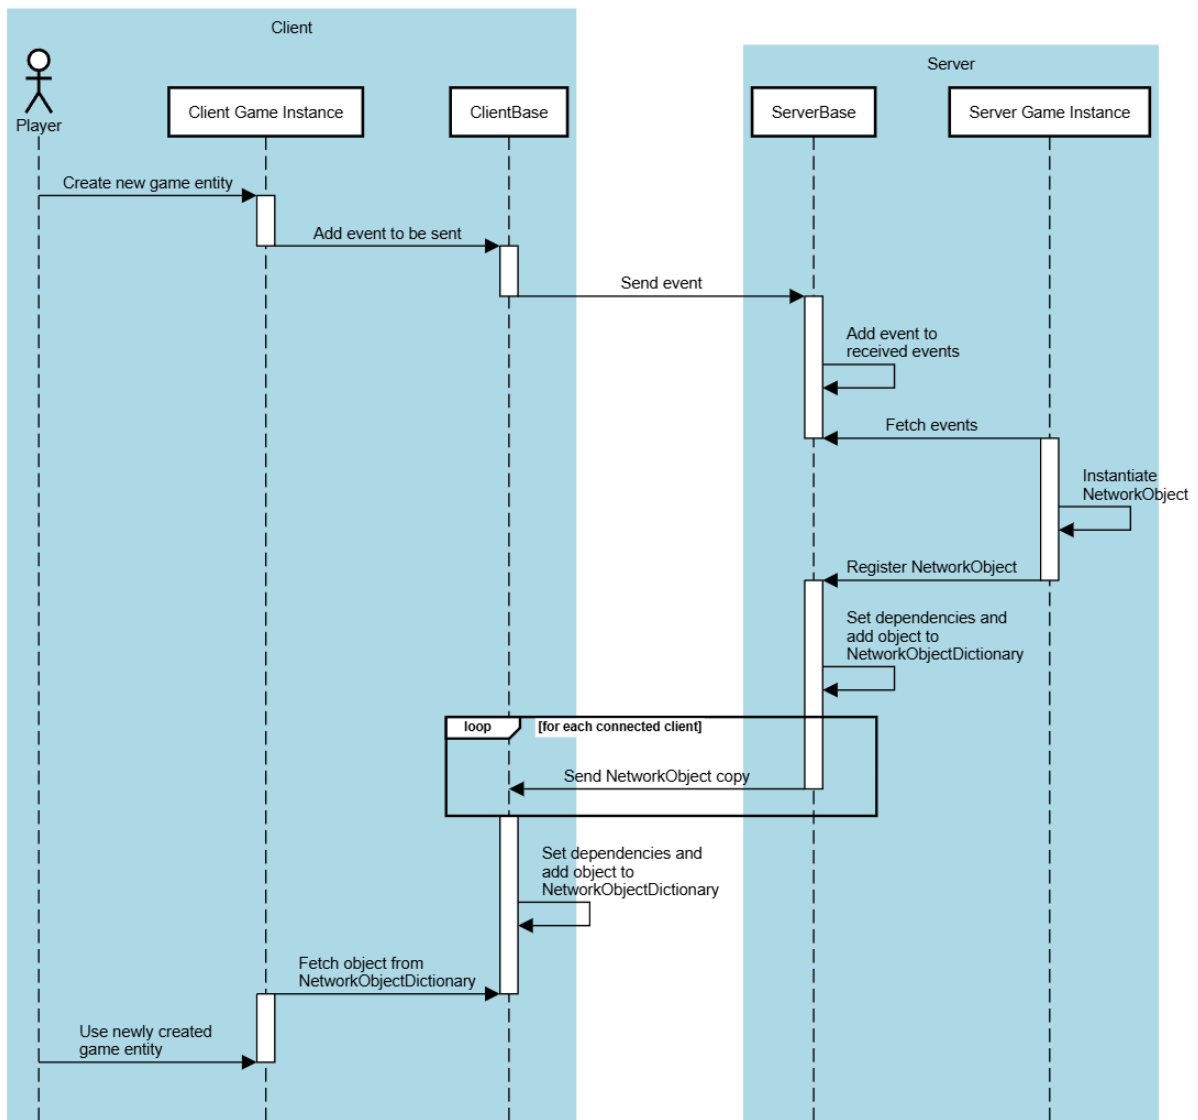 Client
Server
Player
Client Game Instance
ClientBase
ServerBase
Server Game Instance
Create new game entity
Add event to be sent
Send event
Add event to
received events
Fetch events
Instantiate
NetworkObject
Register NetworkObject
Set dependencies and
add object to
NetworkObjectDictionary
loop
[for each connected client]
Send NetworkObject copy
Set dependencies and
add object to
NetworkObjectDictionary
Fetch object from
NetworkObjectDictionary
Use newly created
game entity